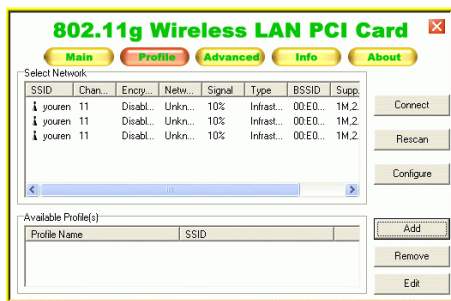 802.11g Wireless LAN PCI Card
Main Profile Advanced Info About
Select Network
SSID Chan... Encry... Netw... Signal Type BSSID Supp.
youren 11 Disabl... Unkn... 10% Infrast... 00:E0... 1M,2.
youren 11 Disabl... Unkn... 10% Infrast... 00:E0... 1M,2.
youren 11 Disabl... Unkn... 10% Infrast... 00:E0... 1M,2.
Connect
Rescan
Configure
Available Profile(s)
Profile Name SSID
Add
Remove
Edit